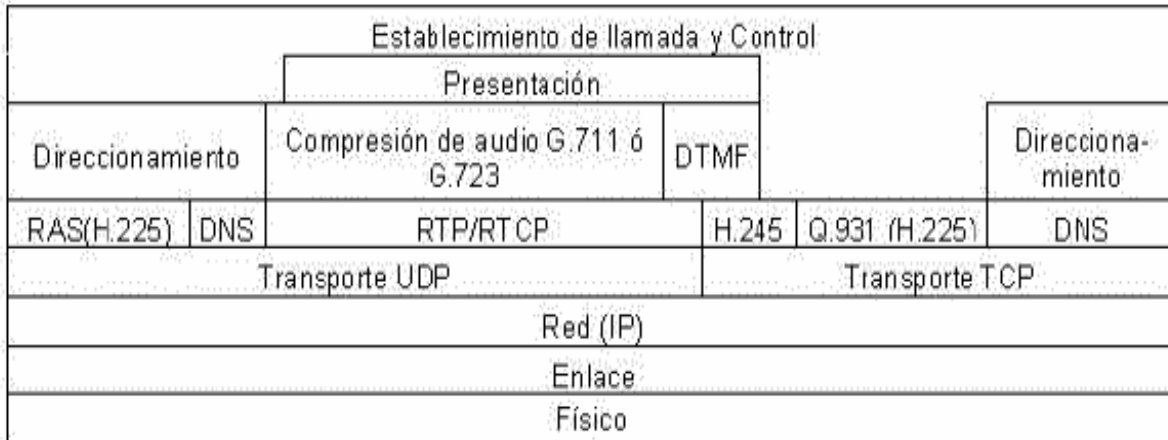 Establecimiento de llamada y Control
Presentación
Direccionamiento
Compresión de audio G.711 ó
G.723
DTMF
Direcciona-
miento
RAS(H.225)
DNS
RTP/RTCP
H.245
Q.931 (H.225)
DNS
Transporte UDP
Transporte TCP
Red (IP)
Enlace
Físico